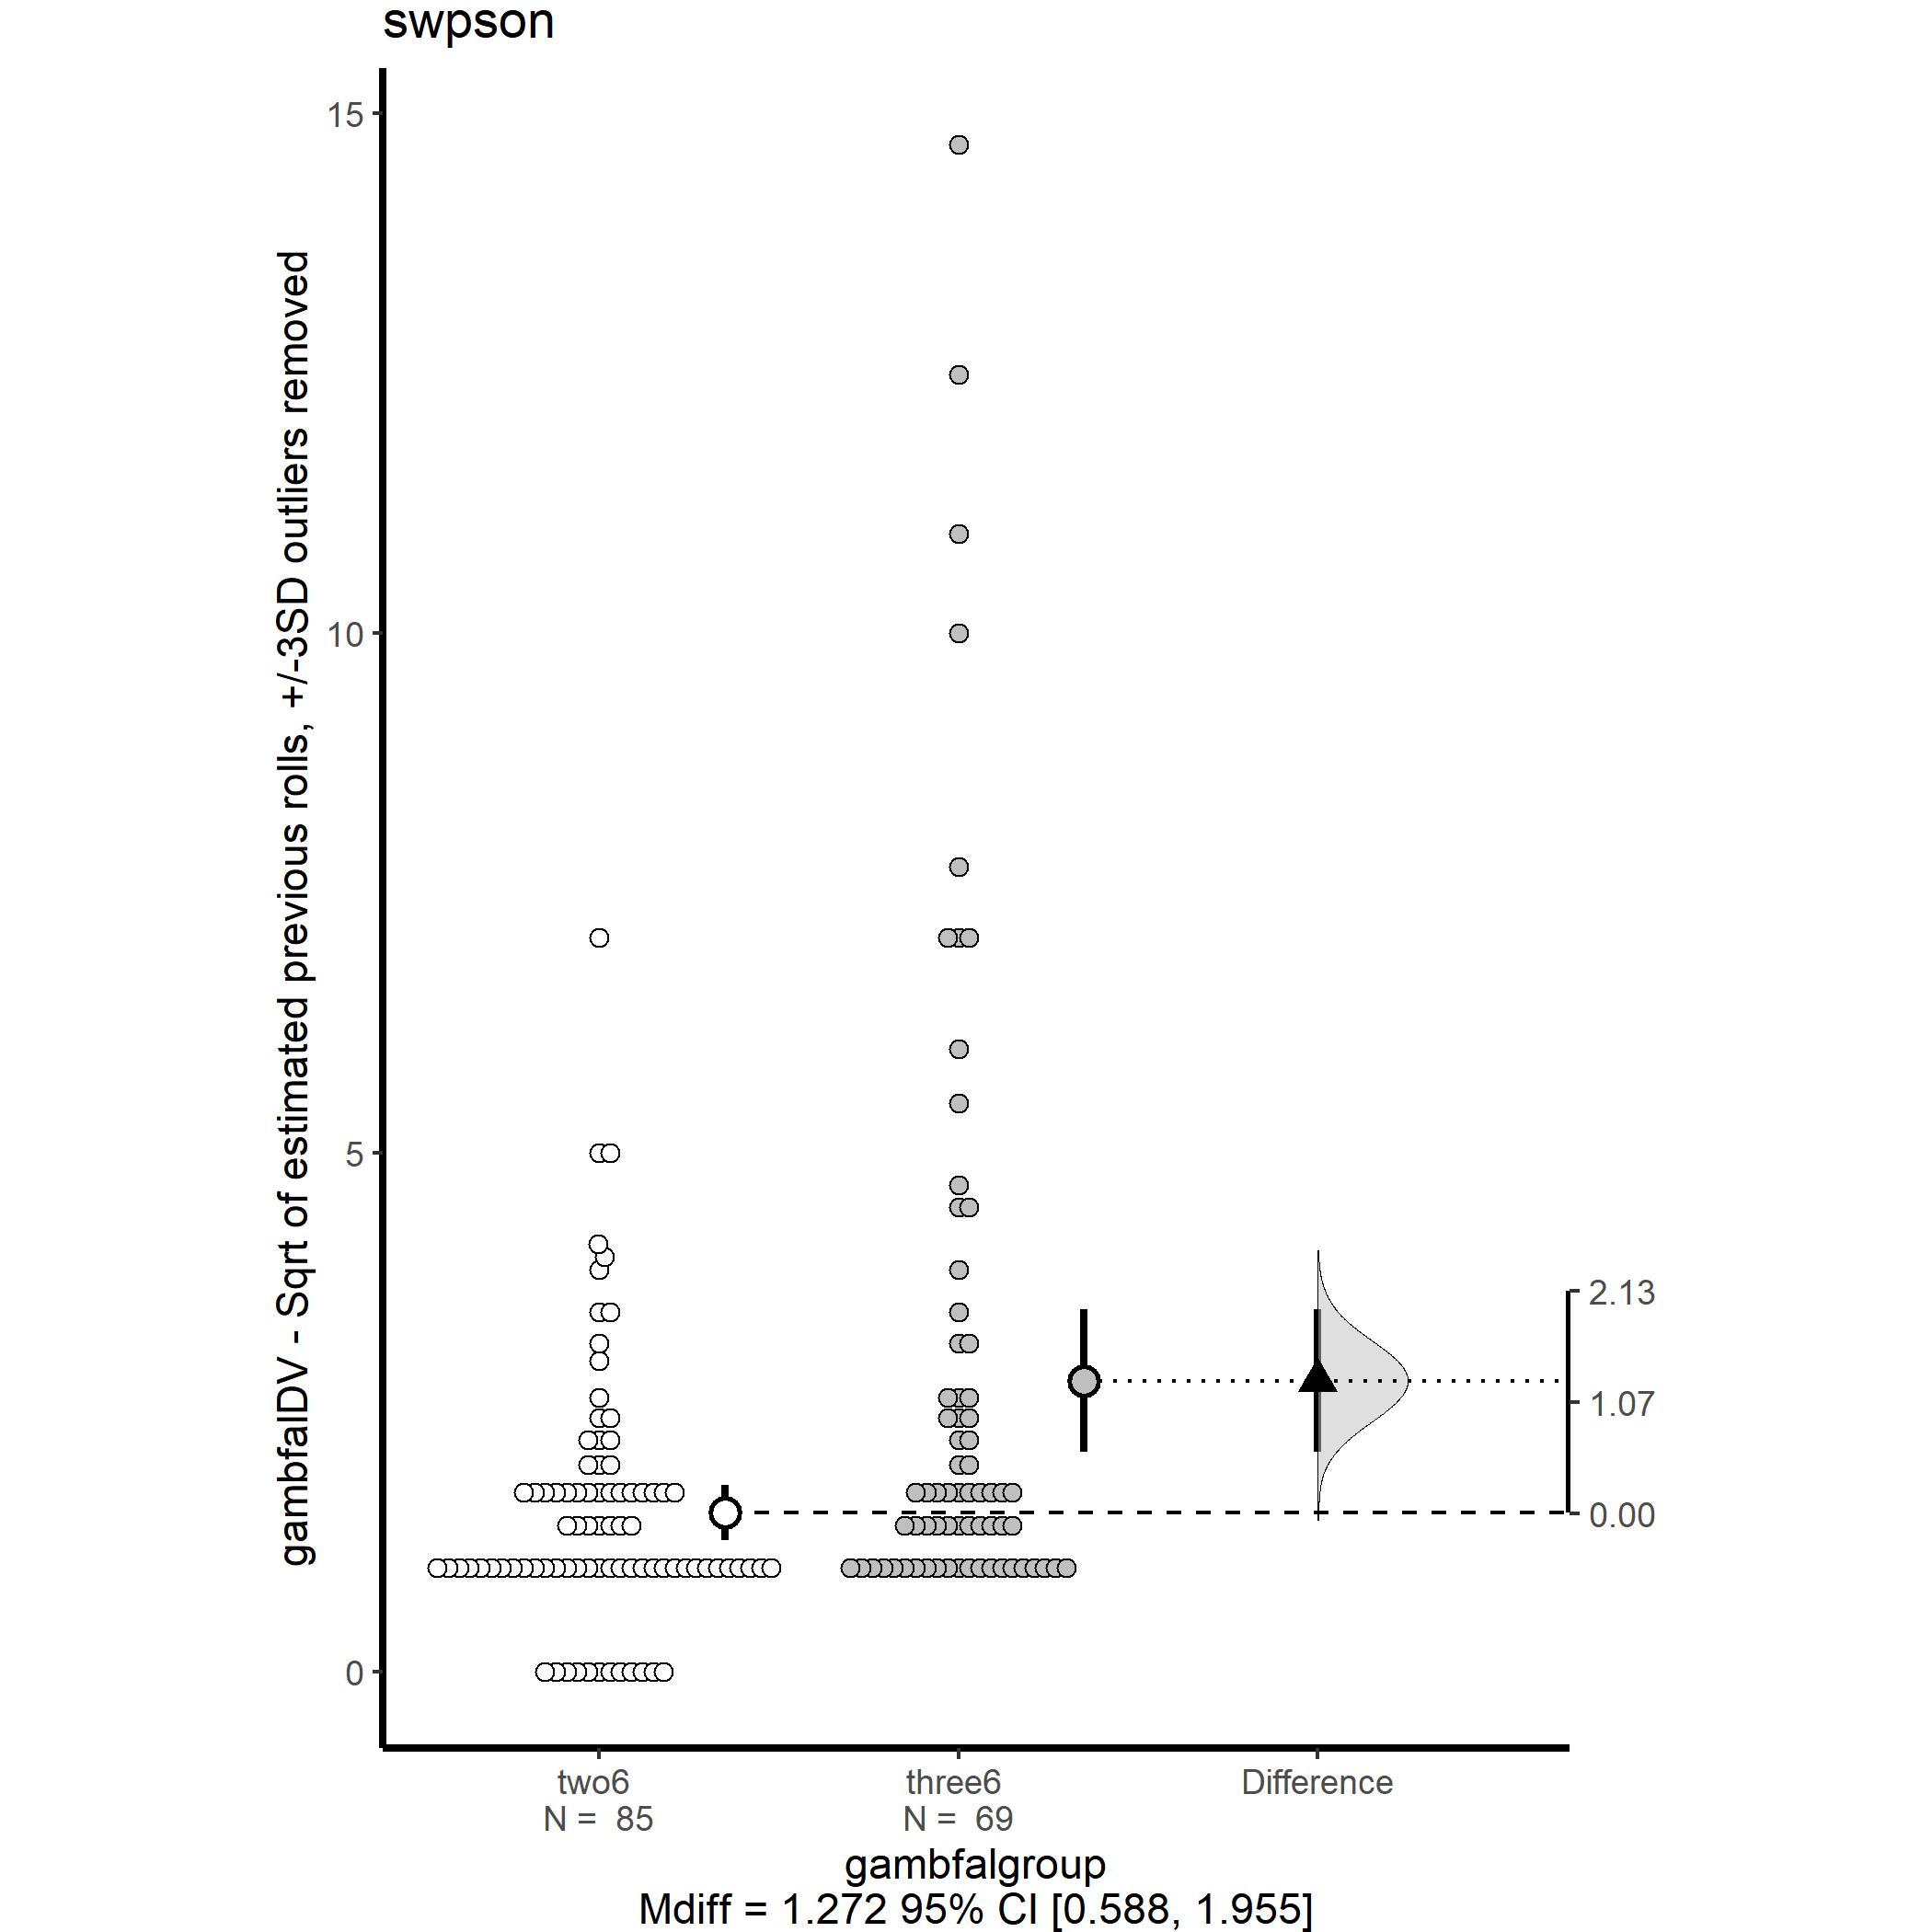 swpson
gambfalDV - Sqrt of estimated previous rolls, +/-3SD outliers removed
15
10
5
0
2.13
1.07
0.00
two6
N =  85
three6
N =  69
Difference
gambfalgroup
Mdiff = 1.272 95% CI [0.588, 1.955]